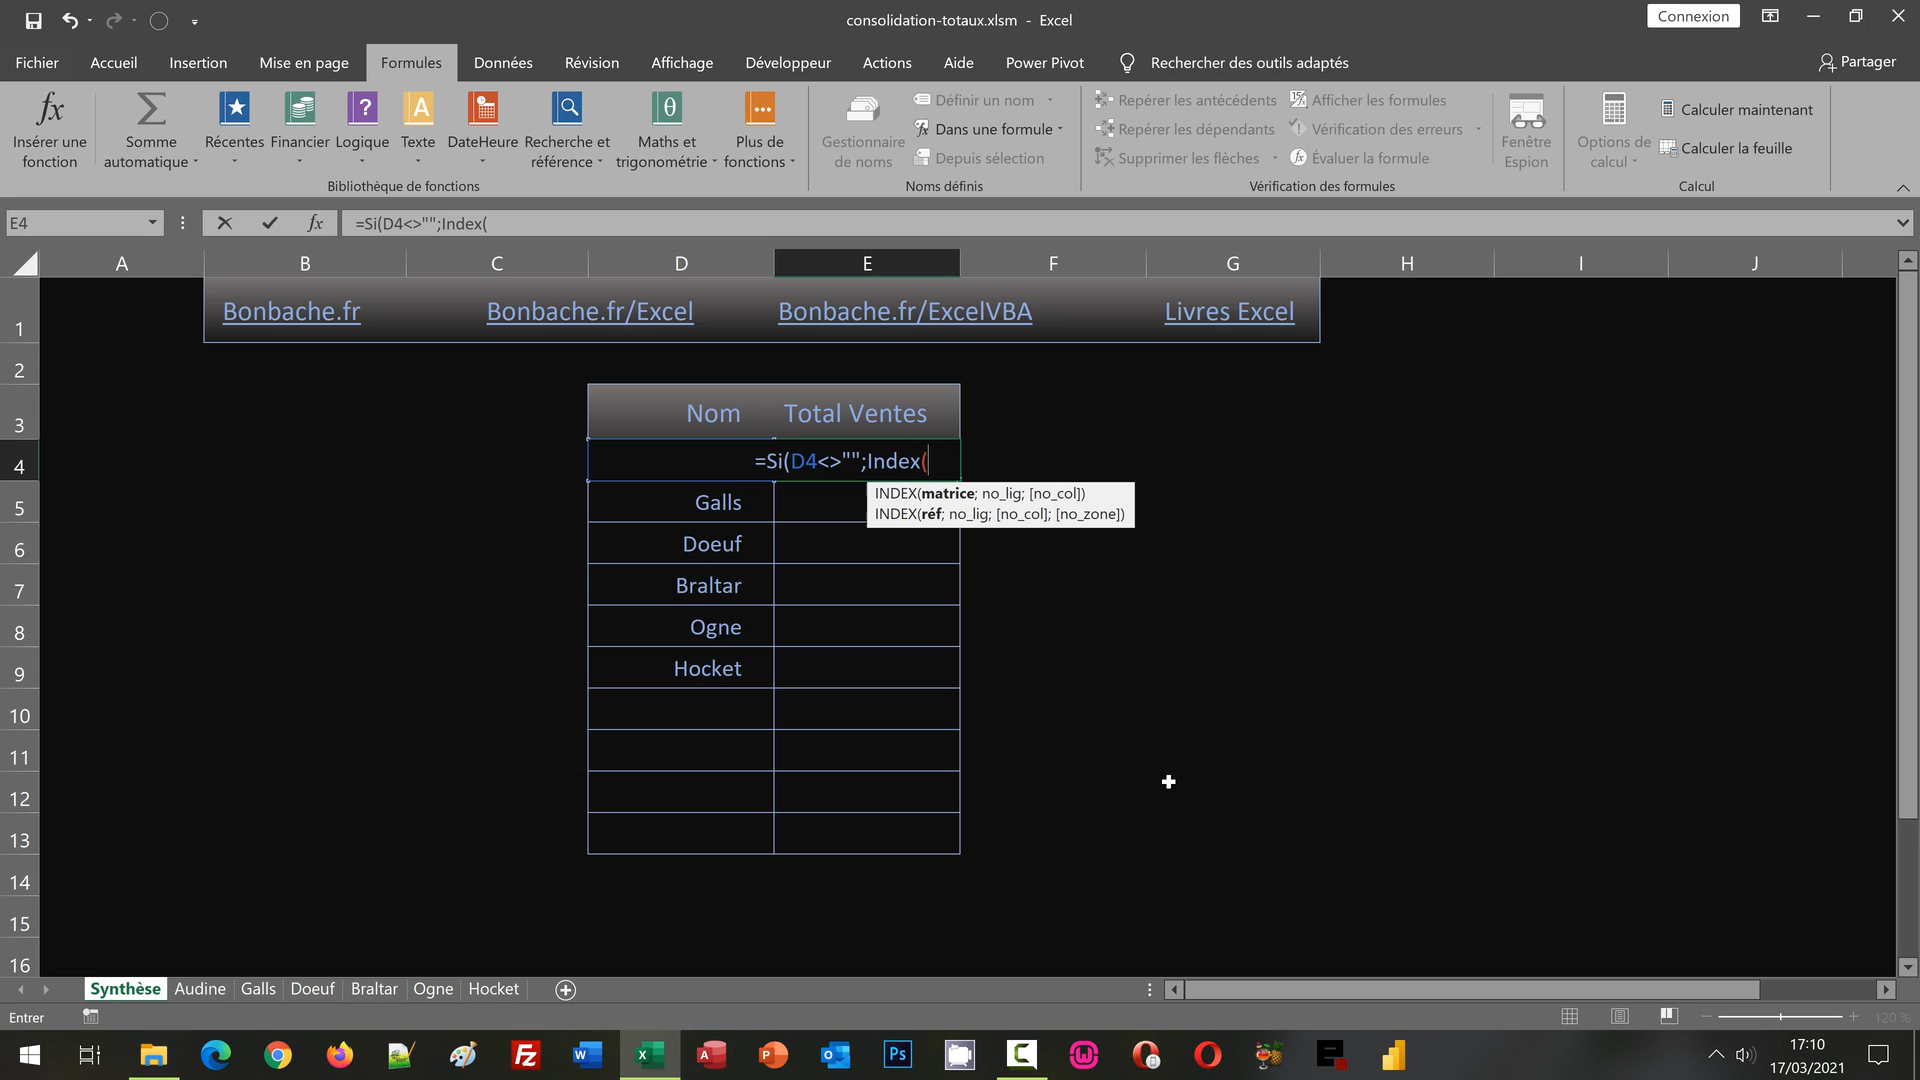 consolidation-totaux.xlsm - Excel
Connexion
Fichier Accueil Insertion Mise en page Formules Données Révision Affichage Développeur Actions Aide Power Pivot Rechercher des outils adaptés Partager
Insérer une fonction
Somme automatique
Récentes
Financier
Logique
Texte
DateHeure
Recherche et référence
Maths et trigonométrie
Plus de fonctions
Bibliothèque de fonctions
Gestionnaire de noms
Définir un nom
Dans une formule
Depuis sélection
Noms définis
Repérer les antécédents
Repérer les dépendants
Supprimer les flèches
Afficher les formules
Vérification des erreurs
Évaluer la formule
Vérification des formules
Fenêtre Espion
Options de calcul
Calculer maintenant
Calculer la feuille
Calcul
E4 fx =Si(D4<>"";Index(
A B C D E F G H I J
1 Bonbache.fr Bonbache.fr/Excel Bonbache.fr/ExcelVBA Livres Excel
2
3 Nom Total Ventes
4 =Si(D4<>"";Index(
INDEX(matrice; no_lig; [no_col])
INDEX(réf; no_lig; [no_col]; [no_zone])
5 Galls
6 Doeuf
7 Braltar
8 Ogne
9 Hocket
10
11
12
13
14
15
16
Synthèse Audine Galls Doeuf Braltar Ogne Hocket
Entrer
120 %
17:10
17/03/2021